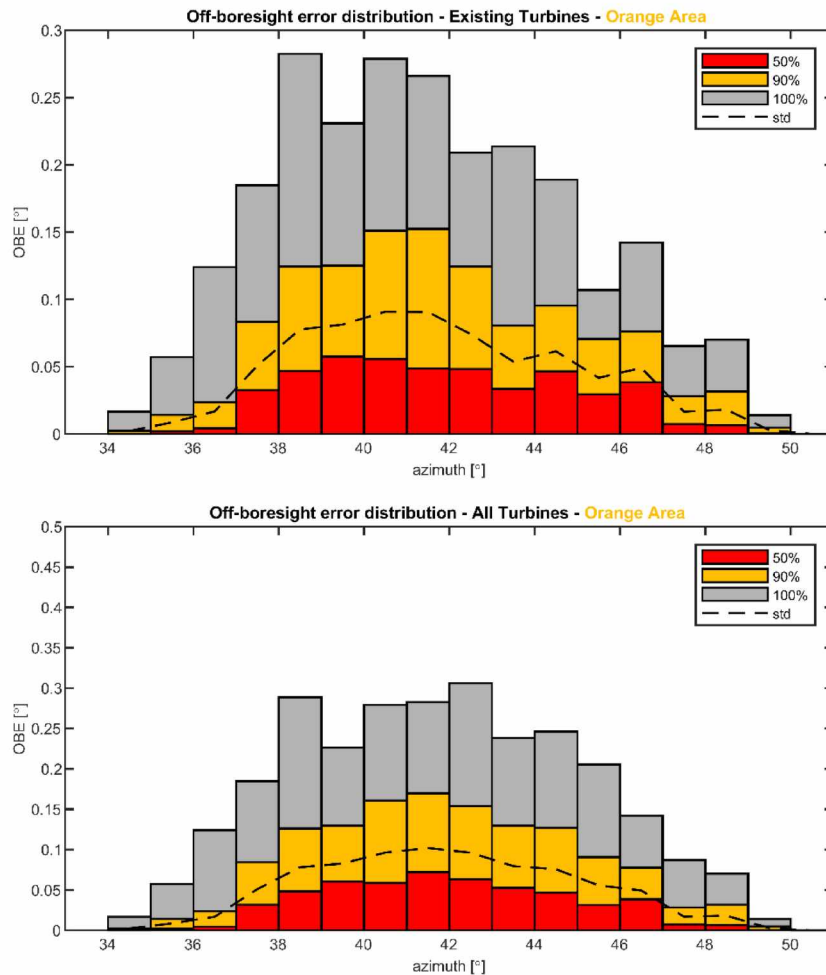 Off-boresight error distribution - Existing Turbines - Orange Area
0.3
0.25
0.2
0.15
0.1
0.05
0
OBE [°]
50%
90%
100%
std
34 36 38 40 42 44 46 48 50
azimuth [°]
Off-boresight error distribution - All Turbines - Orange Area
0.5
0.45
0.4
0.35
0.3
0.25
0.2
0.15
0.1
0.05
0
OBE [°]
50%
90%
100%
std
34 36 38 40 42 44 46 48 50
azimuth [°]